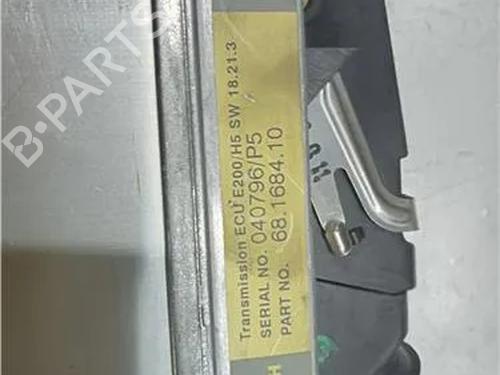 Transmission ECU E200/H5 SW 18.21.3
SERIAL NO. 040796/P5
PART NO. 68.1684.10
H
B-PARTS